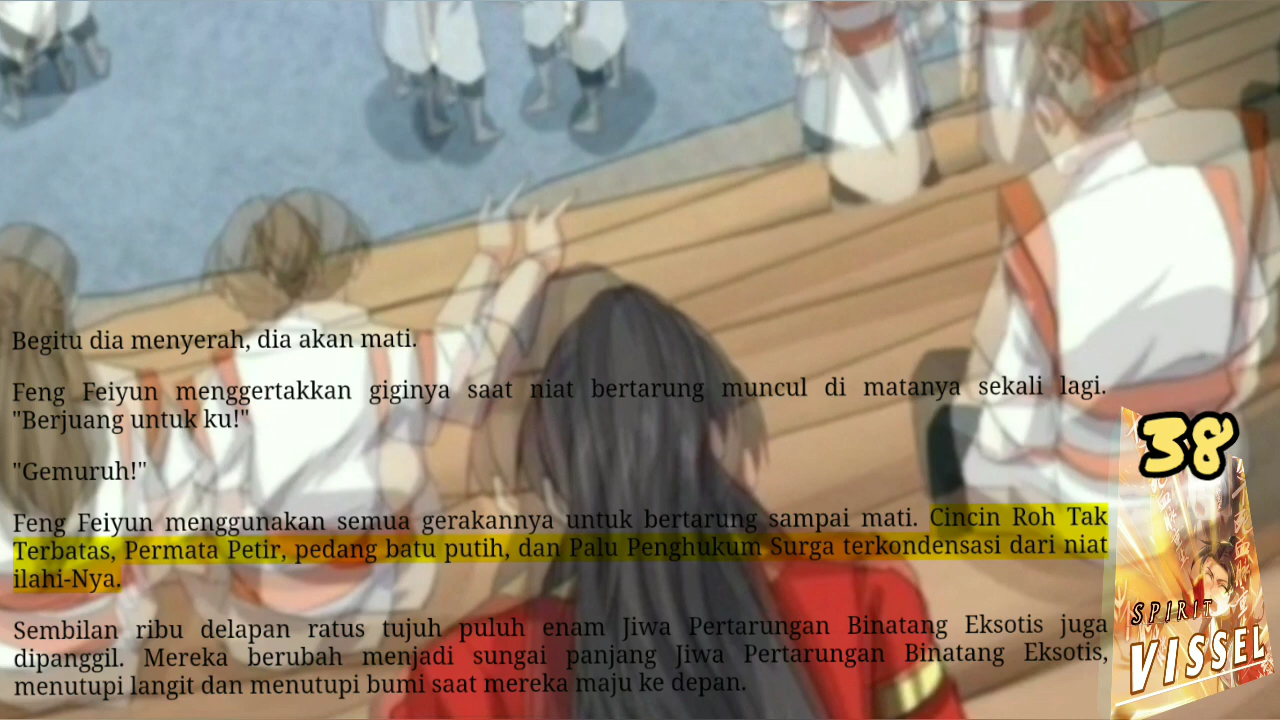 Begitu dia menyerah, dia akan mati.
Feng Feiyun menggertakkan giginya saat niat bertarung muncul di matanya sekali lagi.
"Berjuang untuk ku!"
"Gemuruh!"
Feng Feiyun menggunakan semua gerakannya untuk bertarung sampai mati. Cincin Roh Tak
Terbatas, Permata Petir, pedang batu putih, dan Palu Penghukum Surga terkondensasi dari niat
ilahi-Nya.
Sembilan ribu delapan ratus tujuh puluh enam Jiwa Pertarungan Binatang Eksotis juga
dipanggil. Mereka berubah menjadi sungai panjang Jiwa Pertarungan Binatang Eksotis,
menutupi langit dan menutupi bumi saat mereka maju ke depan.
38
SPIRIT
VISSEL